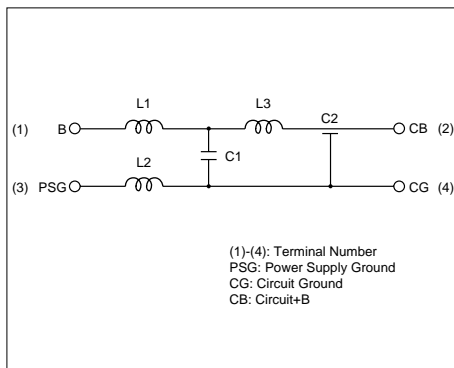 L1 L3 C2
(1) B CB (2)
C1
L2
(3) PSG CG (4)
(1)-(4): Terminal Number
PSG: Power Supply Ground
CG: Circuit Ground
CB: Circuit+B